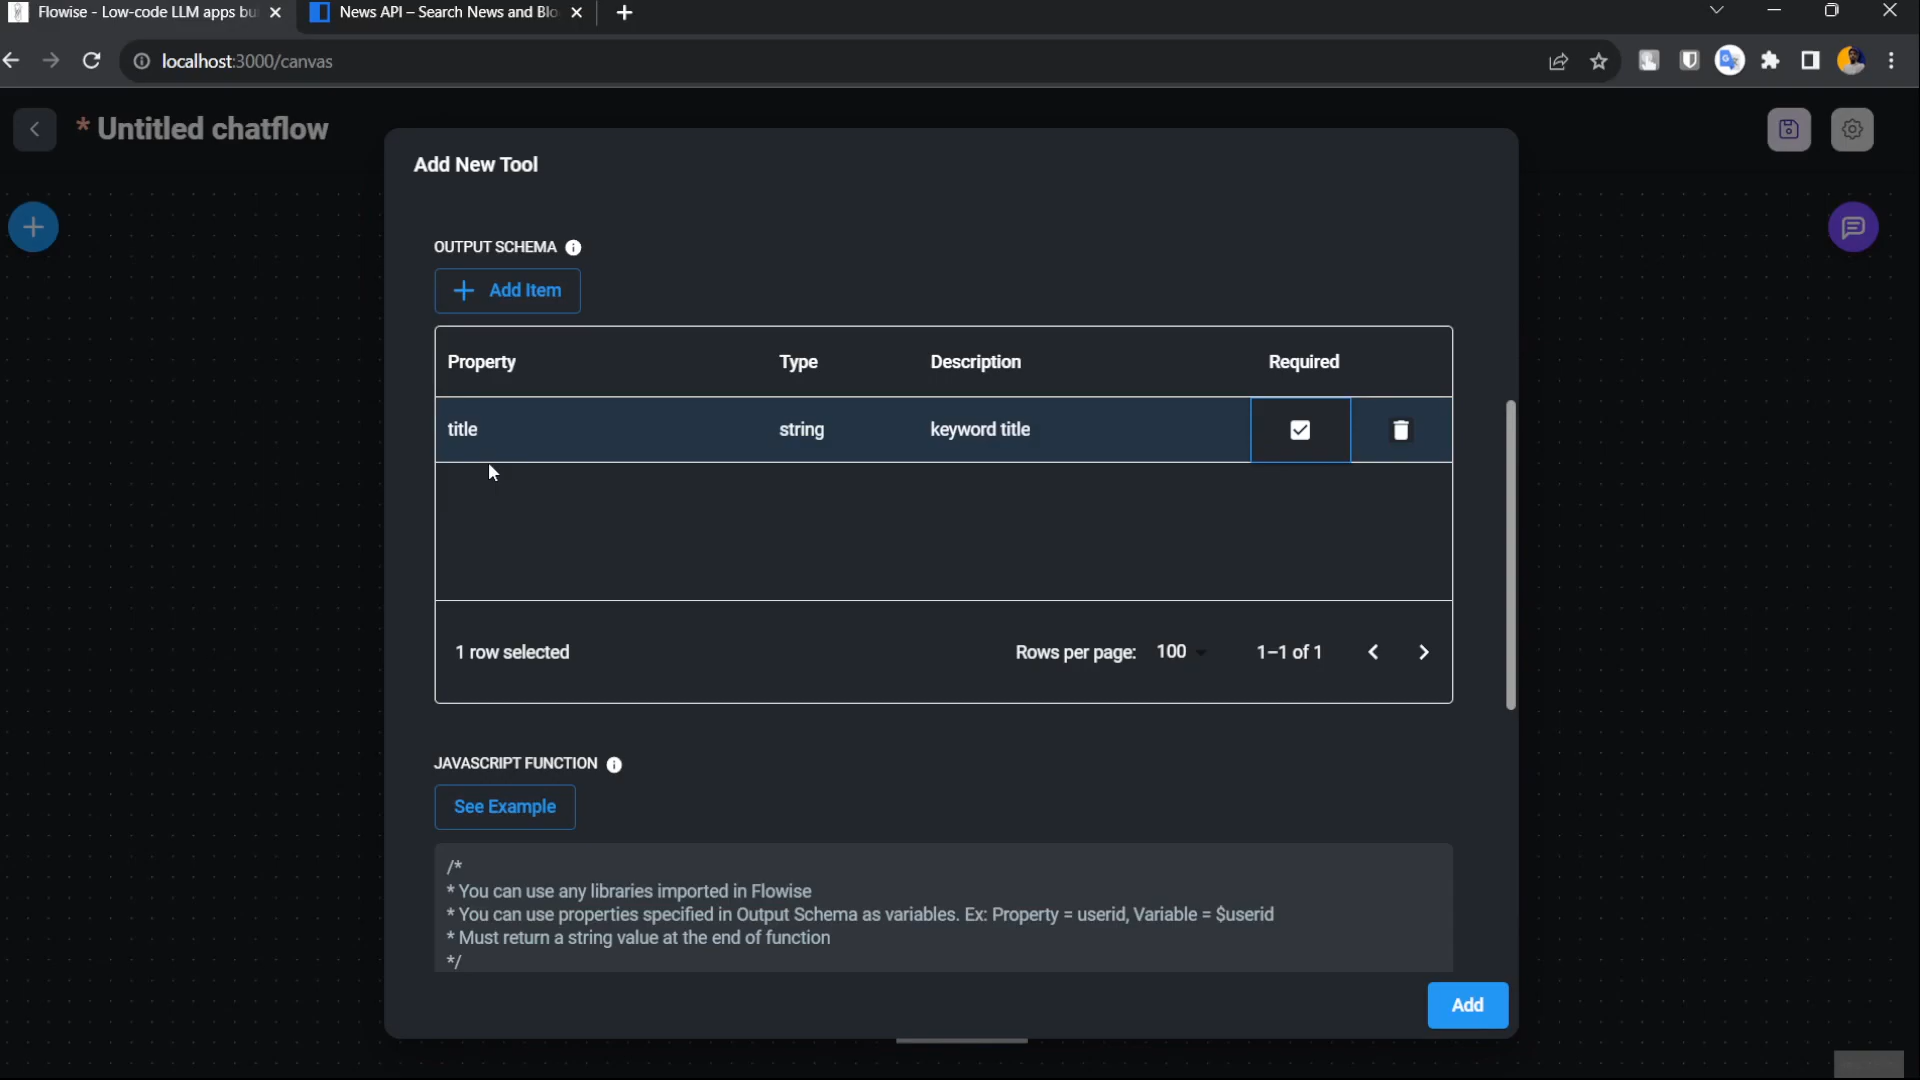 Flowise - Low-code LLM apps bu
News API – Search News and Blo
localhost:3000/canvas
* Untitled chatflow
Add New Tool
OUTPUT SCHEMA
Add Item
Property Type Description Required
title string keyword title
1 row selected Rows per page: 100 1–1 of 1
JAVASCRIPT FUNCTION
See Example
/*
* You can use any libraries imported in Flowise
* You can use properties specified in Output Schema as variables. Ex: Property = userid, Variable = $userid
* Must return a string value at the end of function
*/
Add